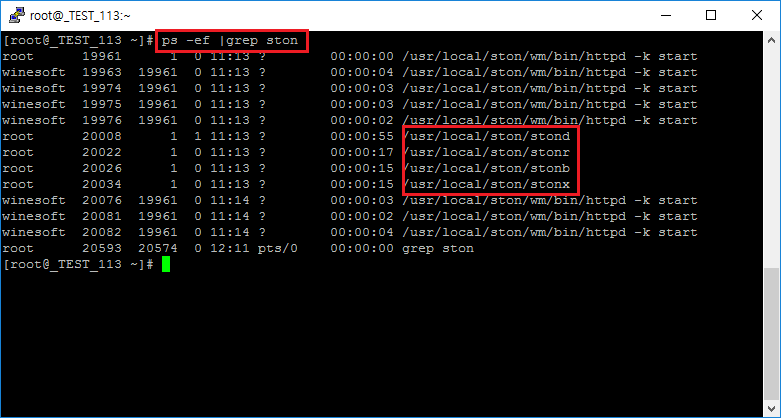 root@_TEST_113:~
[root@_TEST_113 ~]# ps -ef |grep ston
root      19961     1  0 11:13 ?        00:00:00 /usr/local/ston/wm/bin/httpd -k start
winesoft  19963 19961  0 11:13 ?        00:00:04 /usr/local/ston/wm/bin/httpd -k start
winesoft  19974 19961  0 11:13 ?        00:00:03 /usr/local/ston/wm/bin/httpd -k start
winesoft  19975 19961  0 11:13 ?        00:00:03 /usr/local/ston/wm/bin/httpd -k start
winesoft  19976 19961  0 11:13 ?        00:00:02 /usr/local/ston/wm/bin/httpd -k start
root      20008     1  1 11:13 ?        00:00:55 /usr/local/ston/stond
root      20022     1  0 11:13 ?        00:00:17 /usr/local/ston/stonr
root      20026     1  0 11:13 ?        00:00:15 /usr/local/ston/stonb
root      20034     1  0 11:13 ?        00:00:15 /usr/local/ston/stonx
winesoft  20076 19961  0 11:14 ?        00:00:03 /usr/local/ston/wm/bin/httpd -k start
winesoft  20081 19961  0 11:14 ?        00:00:02 /usr/local/ston/wm/bin/httpd -k start
winesoft  20082 19961  0 11:14 ?        00:00:04 /usr/local/ston/wm/bin/httpd -k start
root      20593 20574  0 12:11 pts/0    00:00:00 grep ston
[root@_TEST_113 ~]#